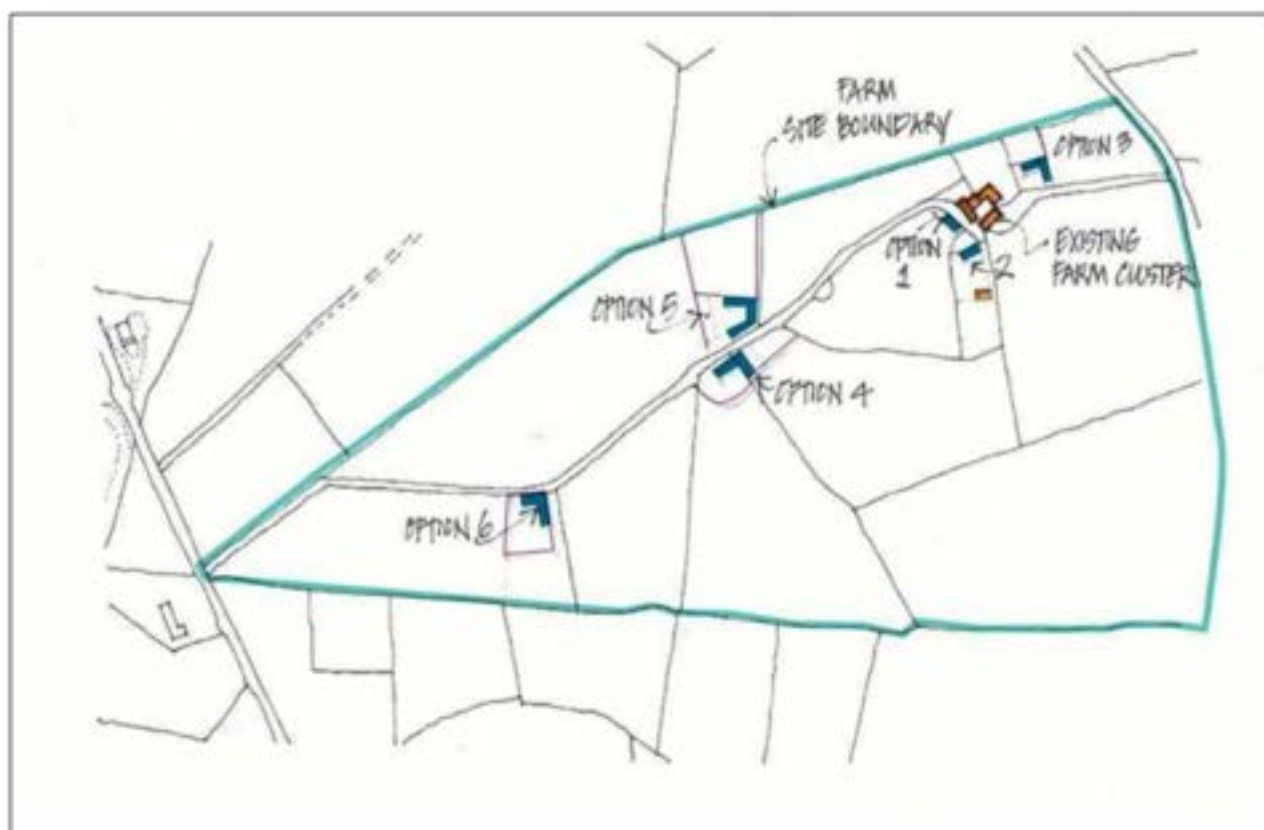 FARM
SITE BOUNDARY
OPTION 3
OPTION
1
2
EXISTING
FARM CLUSTER
OPTION 5
OPTION 4
OPTION 6